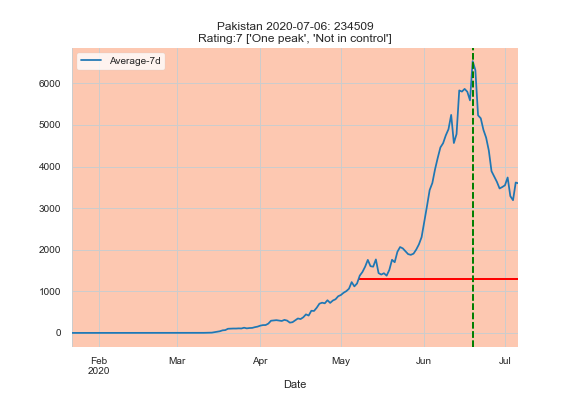 Pakistan 2020-07-06: 234509
Rating:7 ['One peak', 'Not in control']
Average-7d
6000
5000
4000
3000
2000
1000
0
Feb Mar Apr May Jun Jul
2020
Date